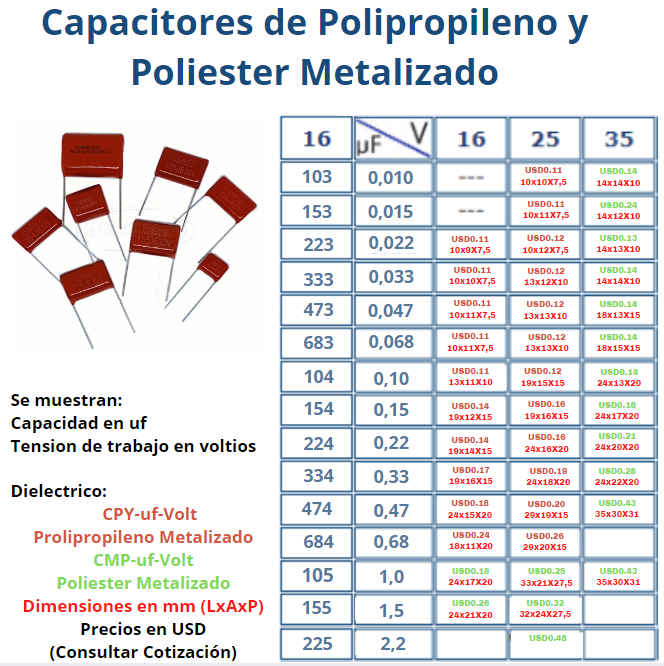 Capacitores de Polipropileno y
Poliester Metalizado
16 µF V 16 25 35
103 0,010 --- USD0.11 10x10X7,5 USD0.14 14x14X10
153 0,015 --- USD0.11 10x11X7,5 USD0.24 14x12X10
223 0,022 USD0.11 10x9X7,5 USD0.12 10x12X7,5 USD0.13 14x13X10
333 0,033 USD0.11 10x10X7,5 USD0.12 13x12X10 USD0.14 14x14X10
473 0,047 USD0.11 10x11X7,5 USD0.12 13x13X10 USD0.14 18x13X15
683 0,068 USD0.11 10x11X7,5 USD0.12 13x13X10 USD0.14 18x15X15
104 0,10 USD0.11 13x11X10 USD0.12 19x15X15 USD0.14 24x13X20
154 0,15 USD0.14 19x12X15 USD0.16 19x16X15 USD0.18 24x17X20
224 0,22 USD0.14 19x14X15 USD0.16 24x16X20 USD0.21 24x20X20
334 0,33 USD0.17 19x16X15 USD0.19 24x18X20 USD0.28 24x22X20
474 0,47 USD0.18 24x15X20 USD0.20 29x19X15 USD0.43 35x30X31
684 0,68 USD0.24 18x11X20 USD0.26 29x20X15
105 1,0 USD0.18 24x17X20 USD0.25 33x21X27,5 USD0.43 35x30X31
155 1,5 USD0.26 24x21X20 USD0.32 32x24X27,5
225 2,2 USD0.48
Se muestran:
Capacidad en uf
Tension de trabajo en voltios
Dielectrico:
CPY-uf-Volt
Prolipropileno Metalizado
CMP-uf-Volt
Poliester Metalizado
Dimensiones en mm (LxAxP)
Precios en USD
(Consultar Cotización)